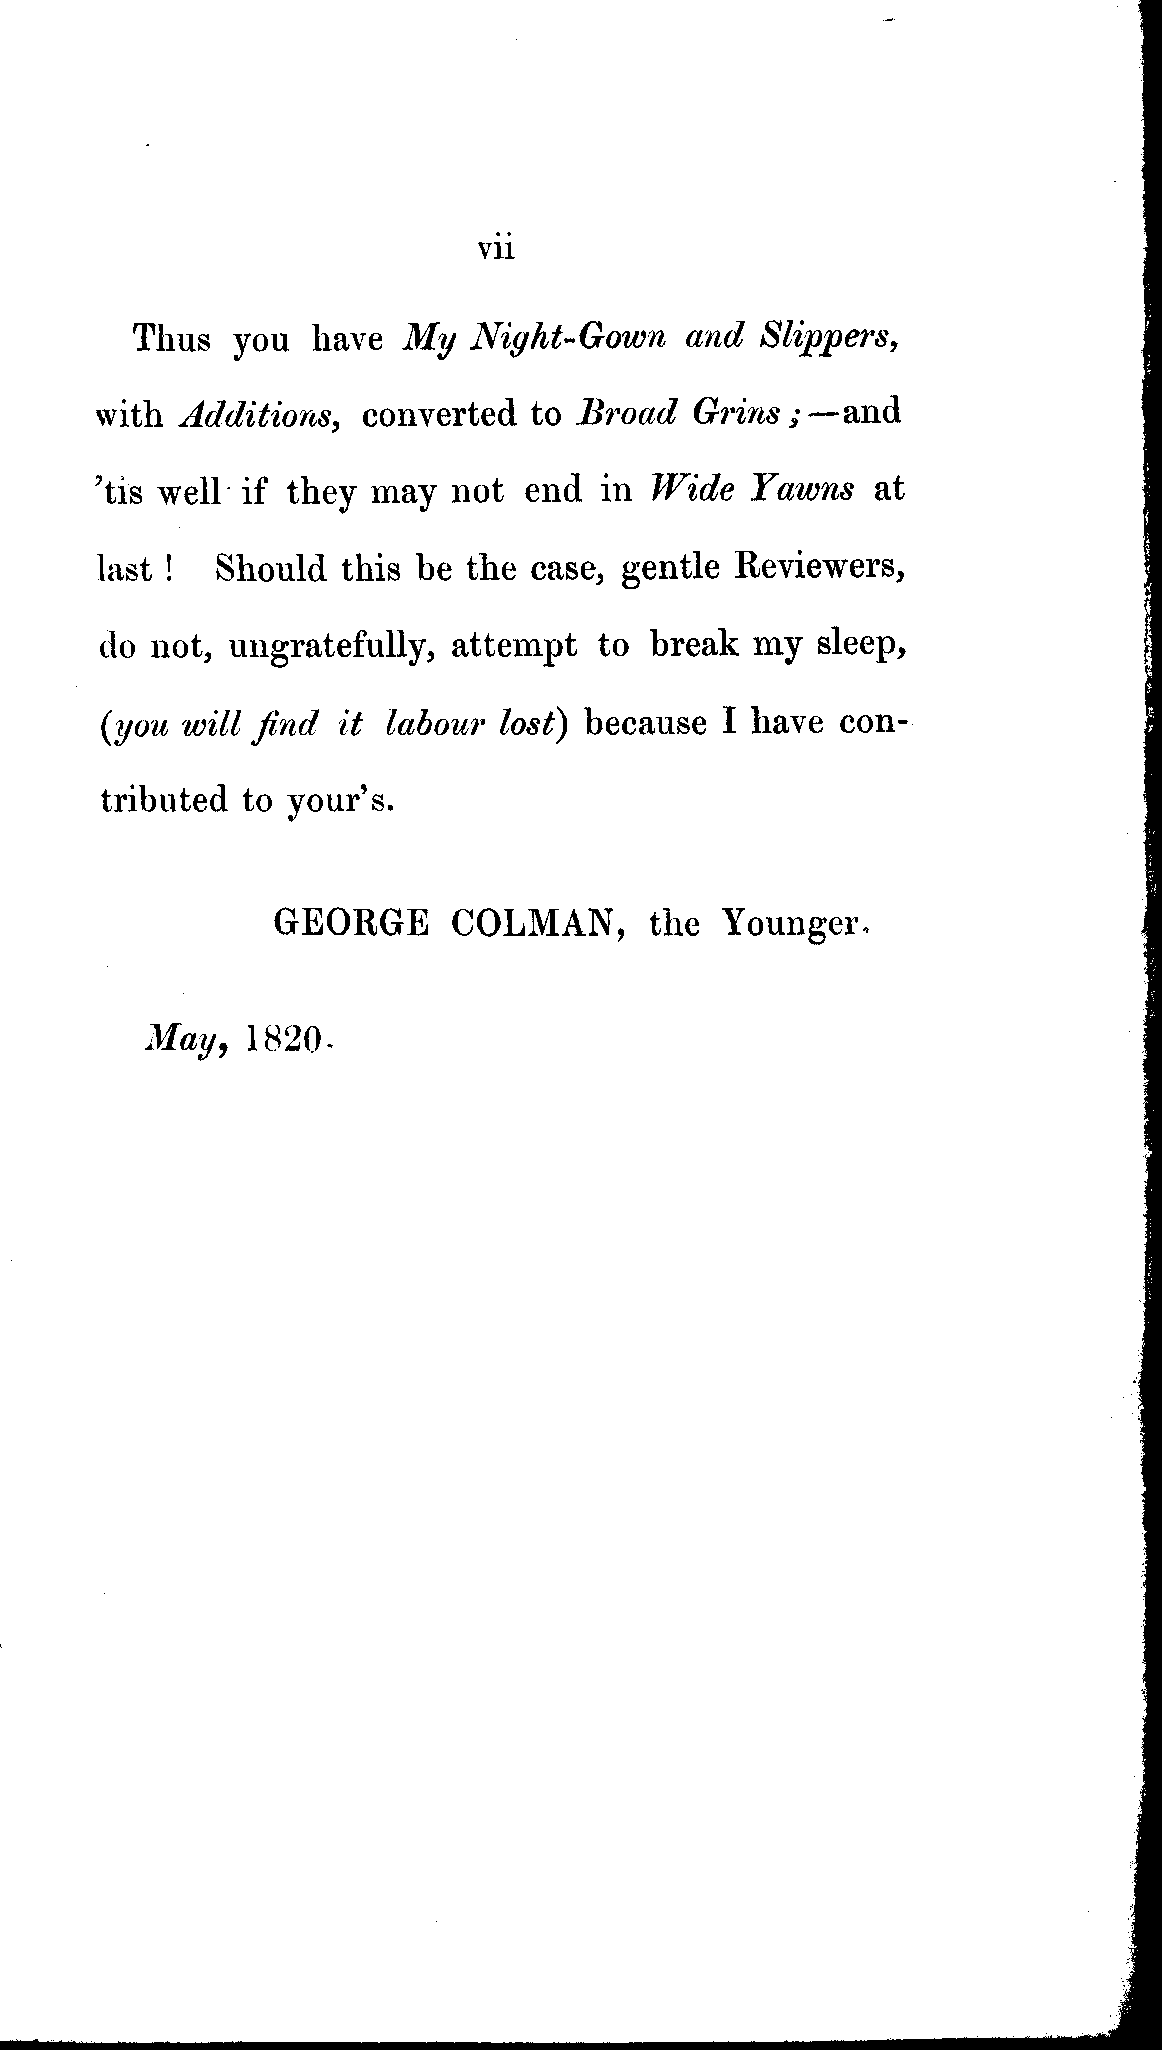 vii
Thus you have My Night-Gown and Slippers,
with Additions, converted to Broad Grins;—and
'tis well if they may not end in Wide Yawns at
last! Should this be the case, gentle Reviewers,
do not, ungratefully, attempt to break my sleep,
(you will find it labour lost) because I have con-
tributed to your's.
GEORGE COLMAN, the Younger.
May, 1820.